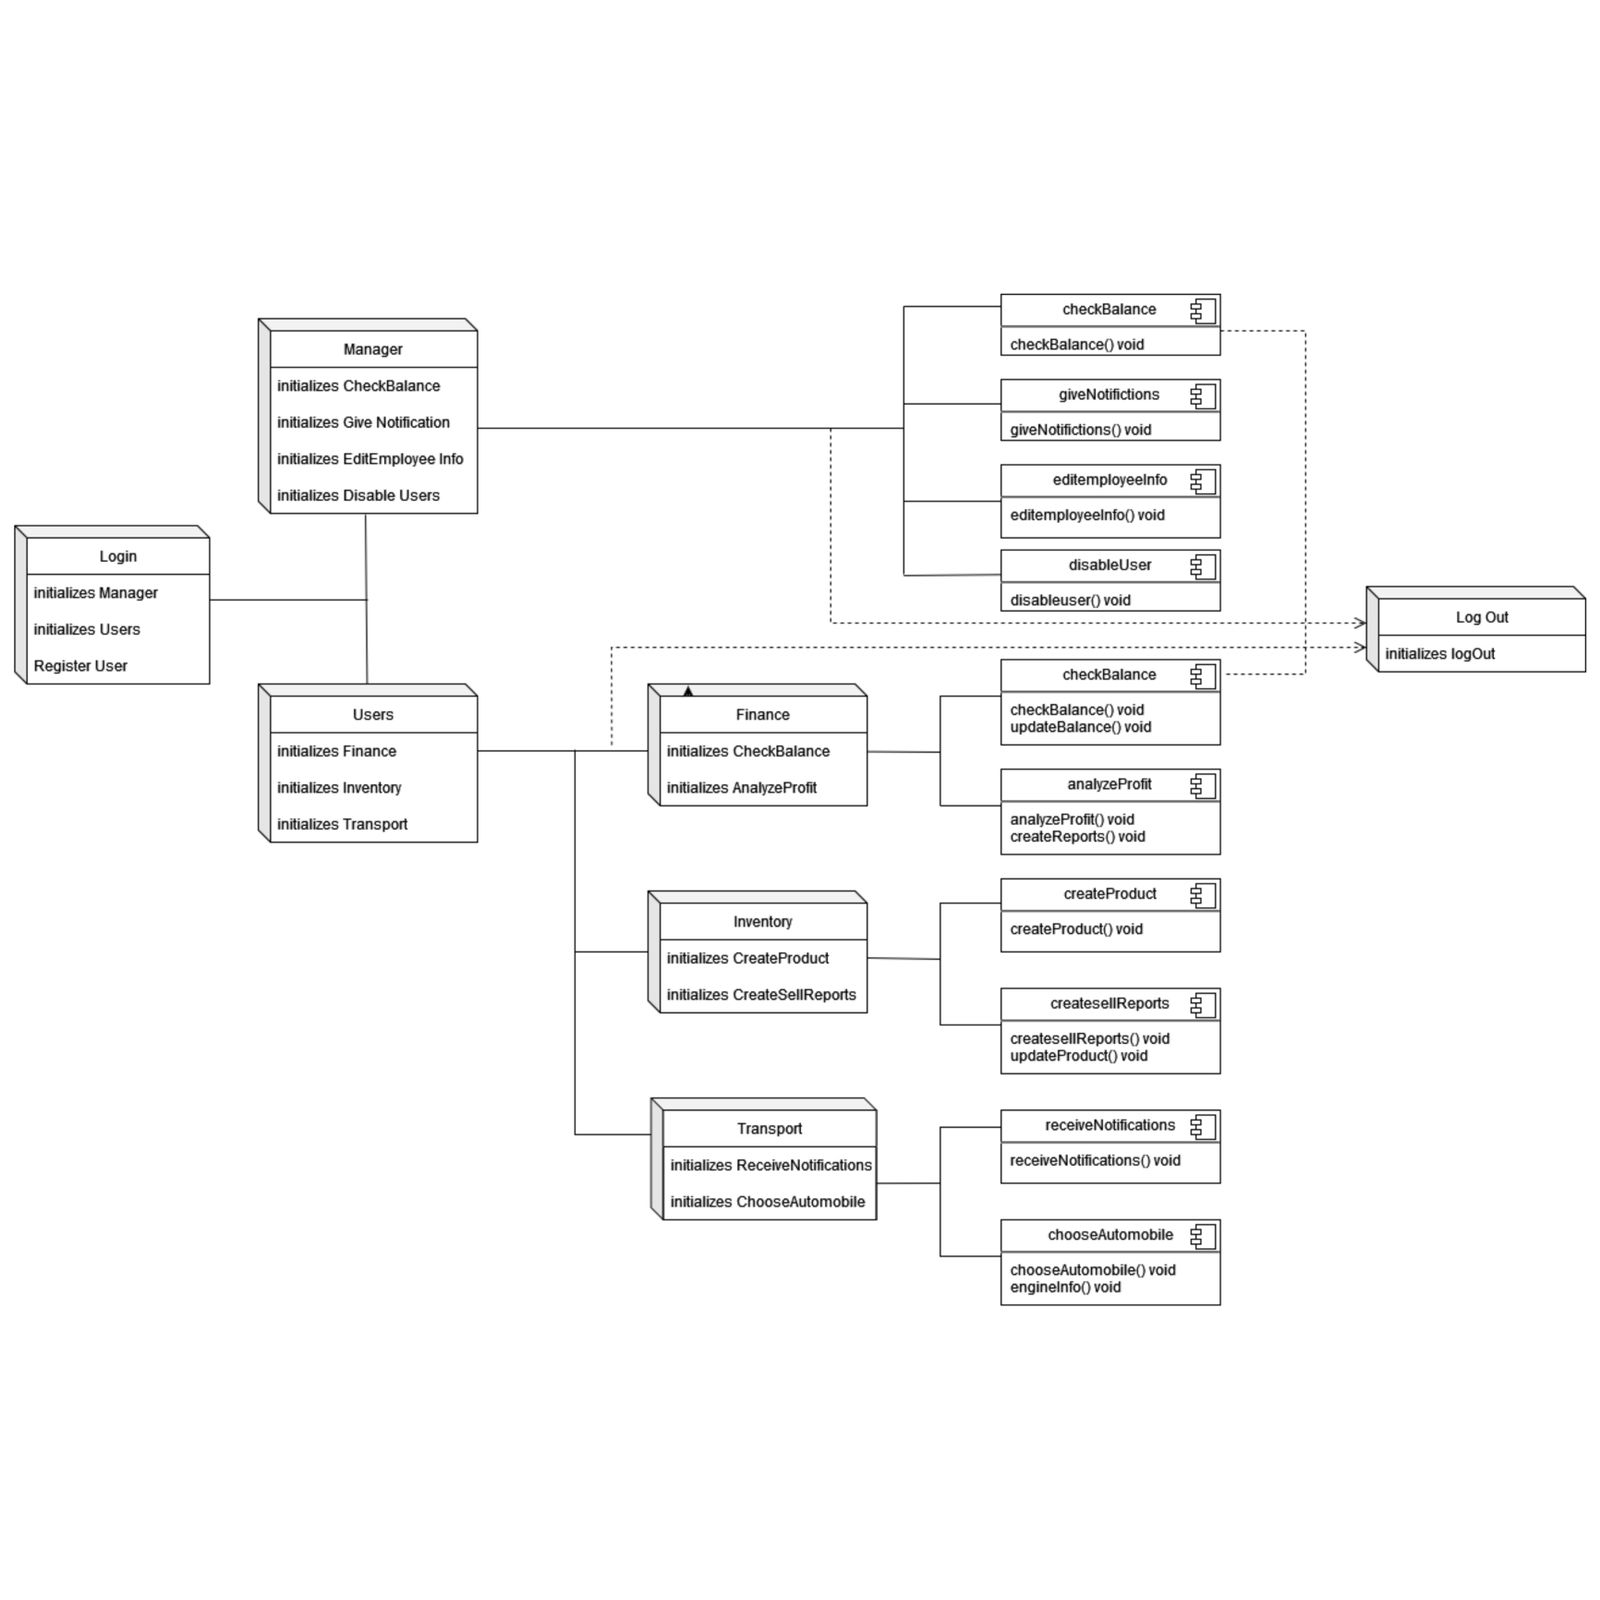 Login
initializes Manager
initializes Users
Register User
Manager
initializes CheckBalance
initializes Give Notification
initializes EditEmployee Info
initializes Disable Users
Users
initializes Finance
initializes Inventory
initializes Transport
Finance
initializes CheckBalance
initializes AnalyzeProfit
Inventory
initializes CreateProduct
initializes CreateSellReports
Transport
initializes ReceiveNotifications
initializes ChooseAutomobile
checkBalance
checkBalance() void
giveNotifictions
giveNotifictions() void
editemployeeInfo
editemployeeInfo() void
disableUser
disableuser() void
checkBalance
checkBalance() void
updateBalance() void
analyzeProfit
analyzeProfit() void
createReports() void
createProduct
createProduct() void
createsellReports
createsellReports() void
updateProduct() void
receiveNotifications
receiveNotifications() void
chooseAutomobile
chooseAutomobile() void
engineInfo() void
Log Out
initializes logOut